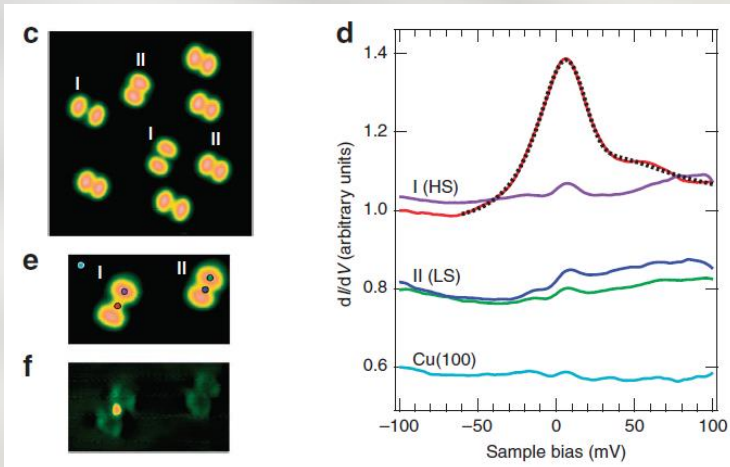 c
I
II
I
II
e
I
II
f
d
1.4
1.2
1.0
0.8
0.6
dI/dV (arbitrary units)
I (HS)
II (LS)
Cu(100)
−100
−50
0
50
100
Sample bias (mV)